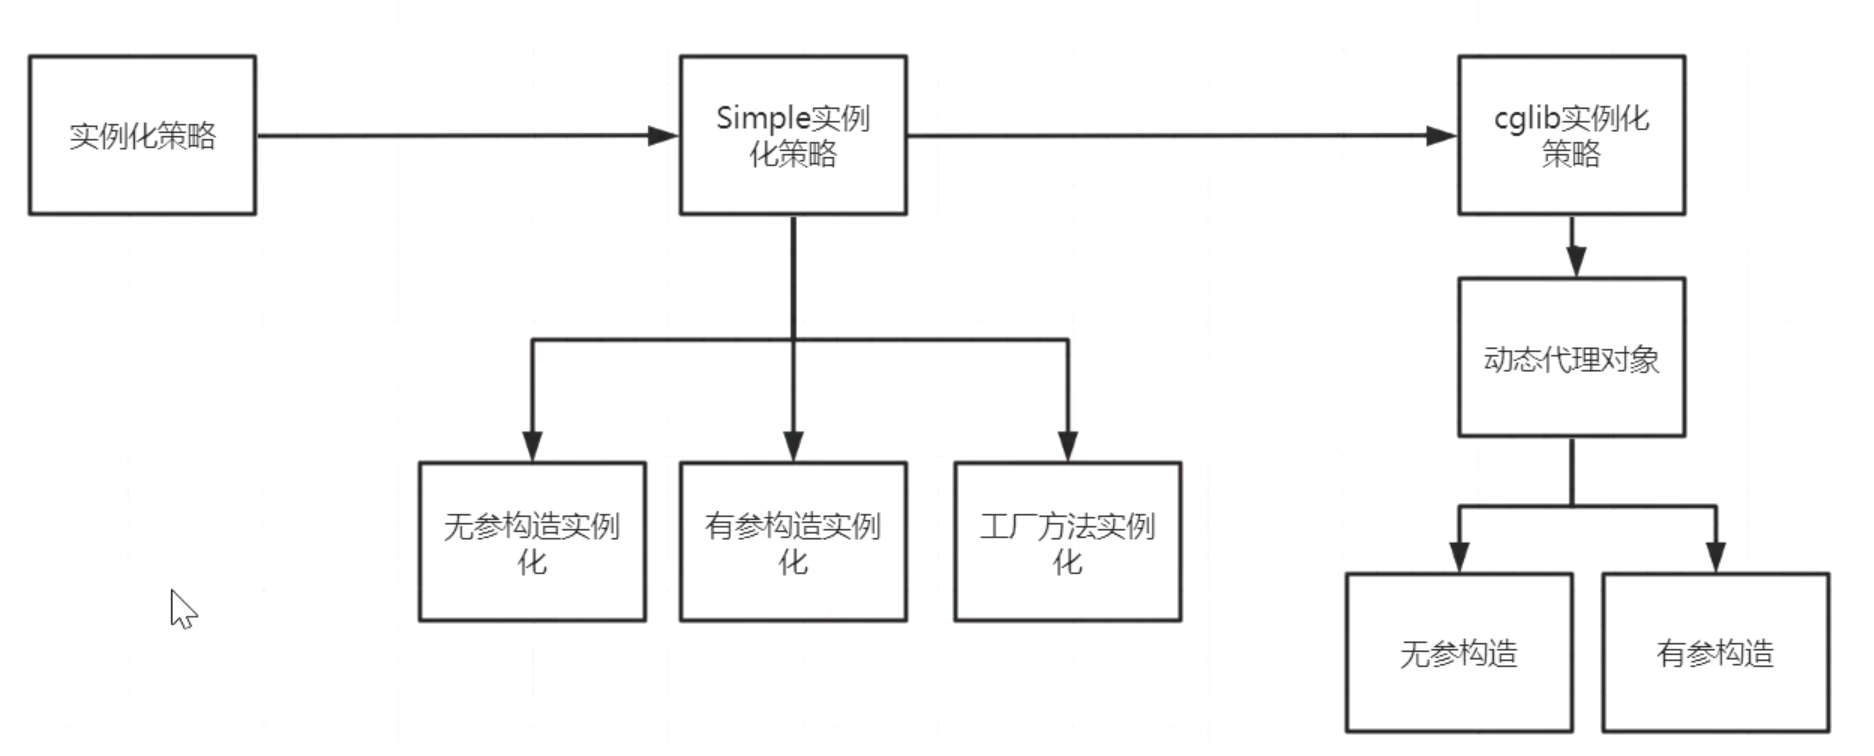 实例化策略
Simple实例
化策略
cglib实例化
策略
动态代理对象
无参构造实例
化
有参构造实例
化
工厂方法实例
化
无参构造
有参构造